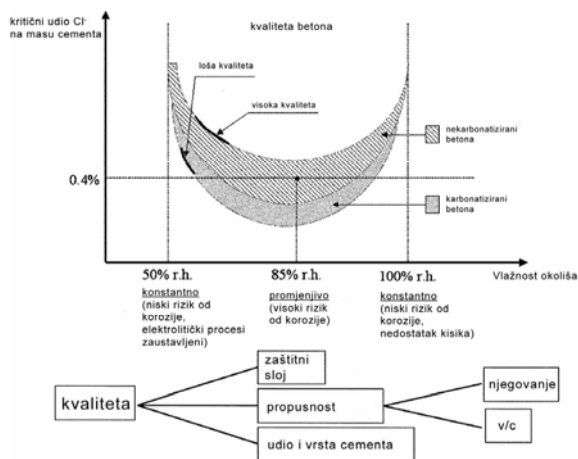 kritični udio Cl⁻
na masu cementa
kvaliteta betona
loša kvaliteta
visoka kvaliteta
nekarbonatizirani
betona
0.4%
karbonatizirani
betona
50% r.h.
85% r.h.
100% r.h.
Vlažnost okoliša
konstantno
(niski rizik od
korozije,
elektrolitički procesi
zaustavljeni)
promjenjivo
(visoki rizik
od korozije)
konstantno
(niski rizik od
korozije,
nedostatak kisika)
kvaliteta
zaštitni
sloj
propusnost
udio i vrsta cementa
njegovanje
v/c